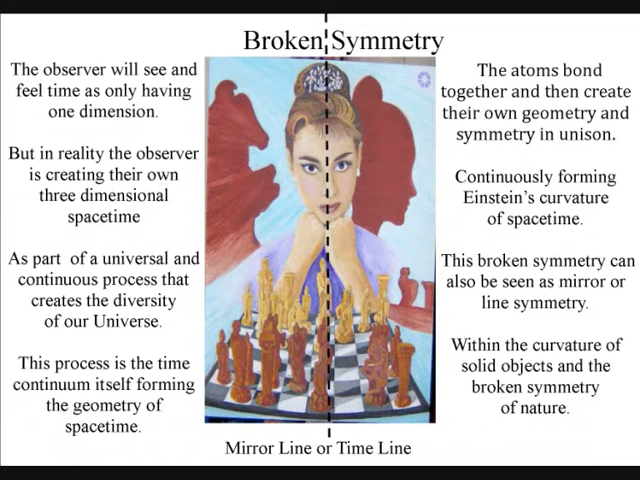 Broken Symmetry
The observer will see and
feel time as only having
one dimension.
But in reality the observer
is creating their own
three dimensional
spacetime
As part of a universal and
continuous process that
creates the diversity
of our Universe.
This process is the time
continuum itself forming
the geometry of
spacetime.
The atoms bond
together and then create
their own geometry and
symmetry in unison.
Continuously forming
Einstein’s curvature
of spacetime.
This broken symmetry can
also be seen as mirror or
line symmetry.
Within the curvature of
solid objects and the
broken symmetry
of nature.
Mirror Line or Time Line